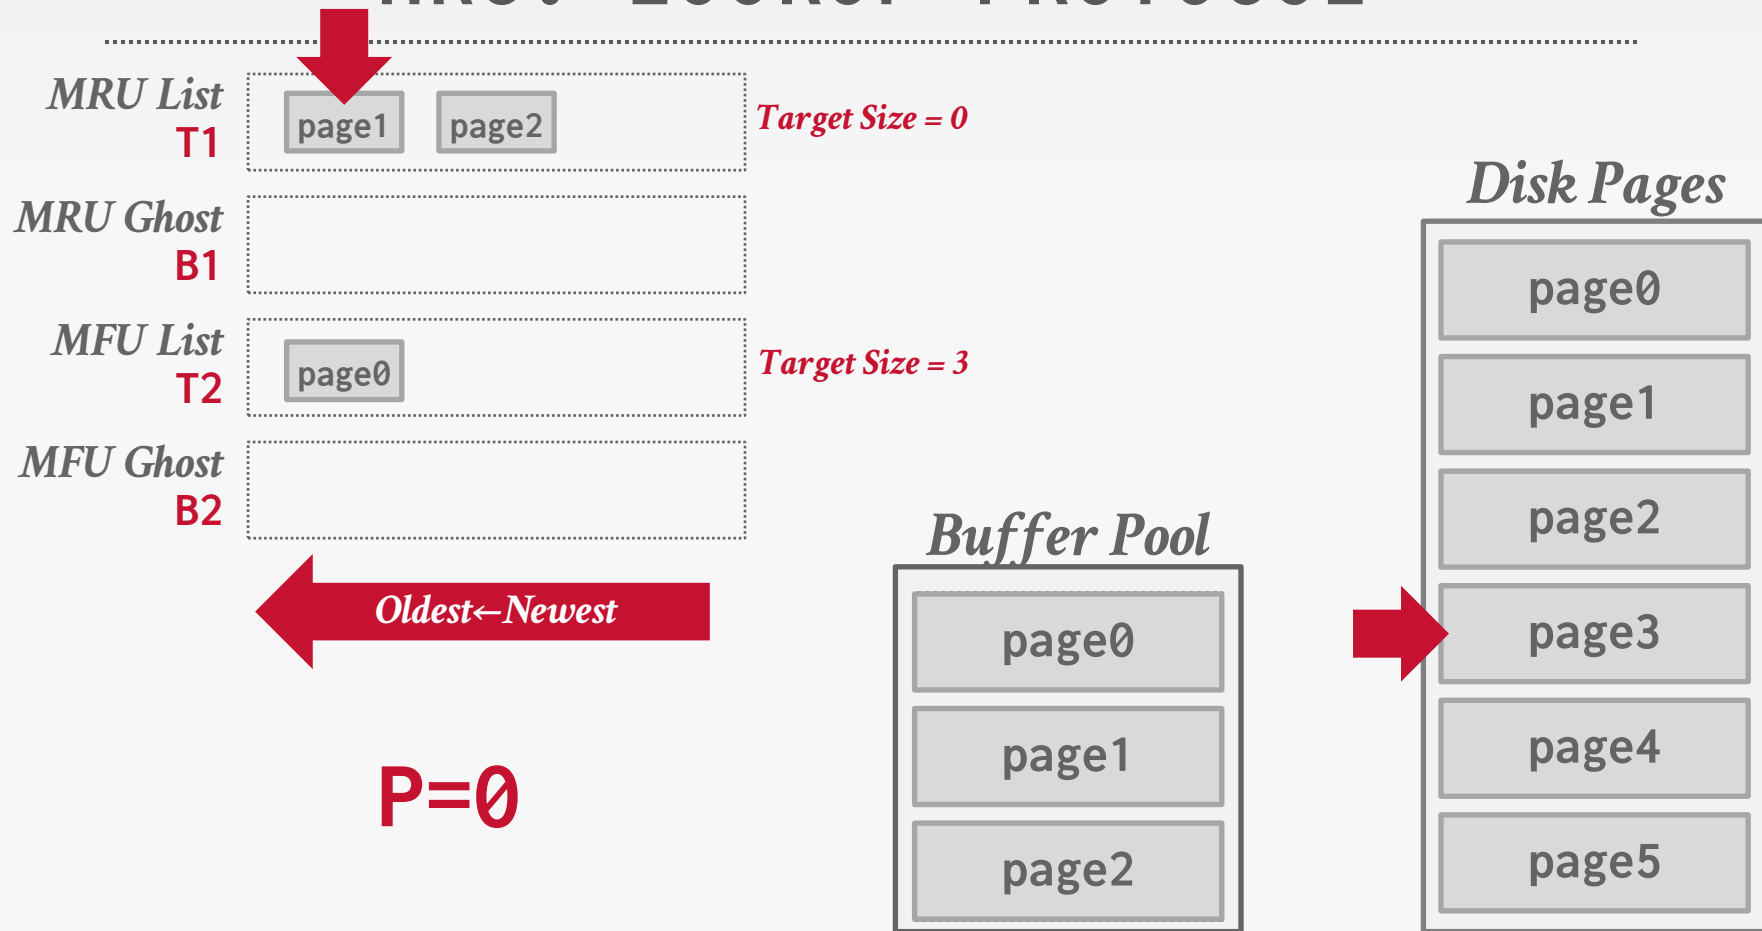 MRU List
T1
page1 page2
Target Size = 0
MRU Ghost
B1
MFU List
T2
page0
Target Size = 3
MFU Ghost
B2
Oldest←Newest
P=0
Buffer Pool
page0
page1
page2
Disk Pages
page0
page1
page2
page3
page4
page5